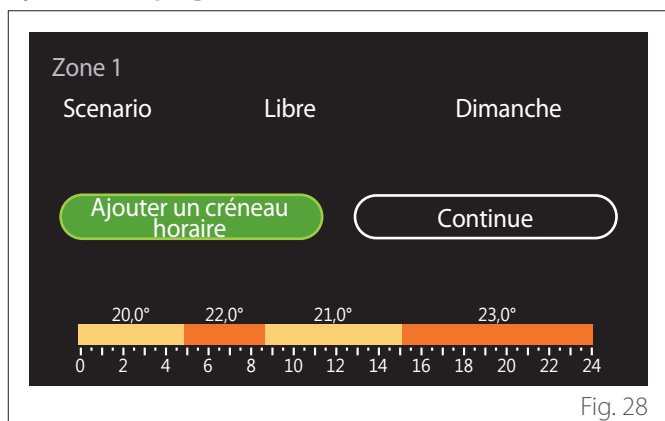 Zone 1
Scenario Libre Dimanche
Ajouter un créneau
horaire
Continue
20,0° 22,0° 21,0° 23,0°
0 2 4 6 8 10 12 14 16 18 20 22 24
Fig. 28